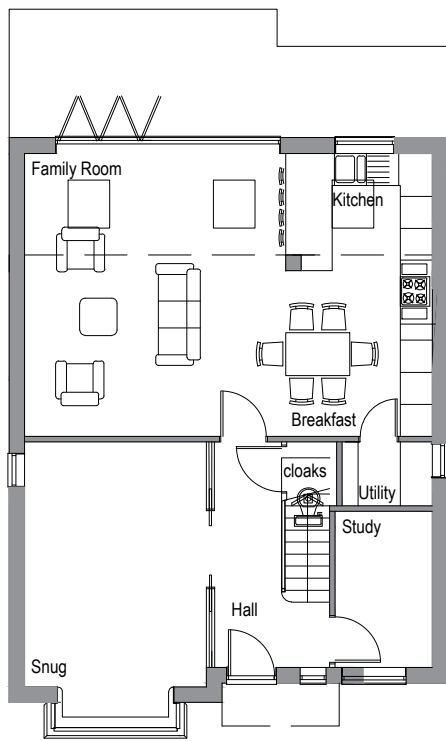 Family Room
Kitchen
Breakfast
cloaks
Utility
Study
Hall
Snug